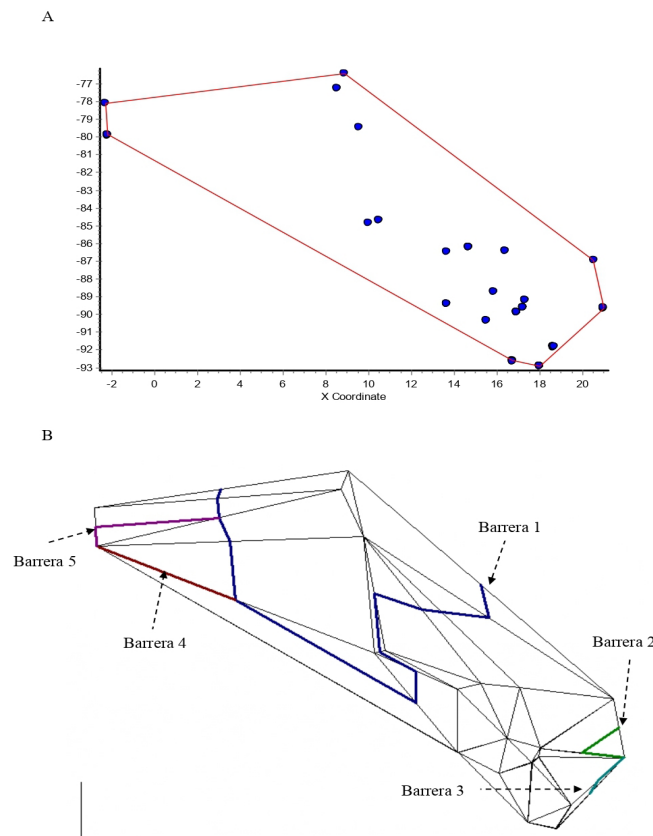 A
-77
-78
-79
-80
-81
-82
-83
-84
-85
-86
-87
-88
-89
-90
-91
-92
-93
-2 0 2 4 6 8 10 12 14 16 18 20
X Coordinate
B
Barrera 1
Barrera 5
Barrera 4
Barrera 2
Barrera 3